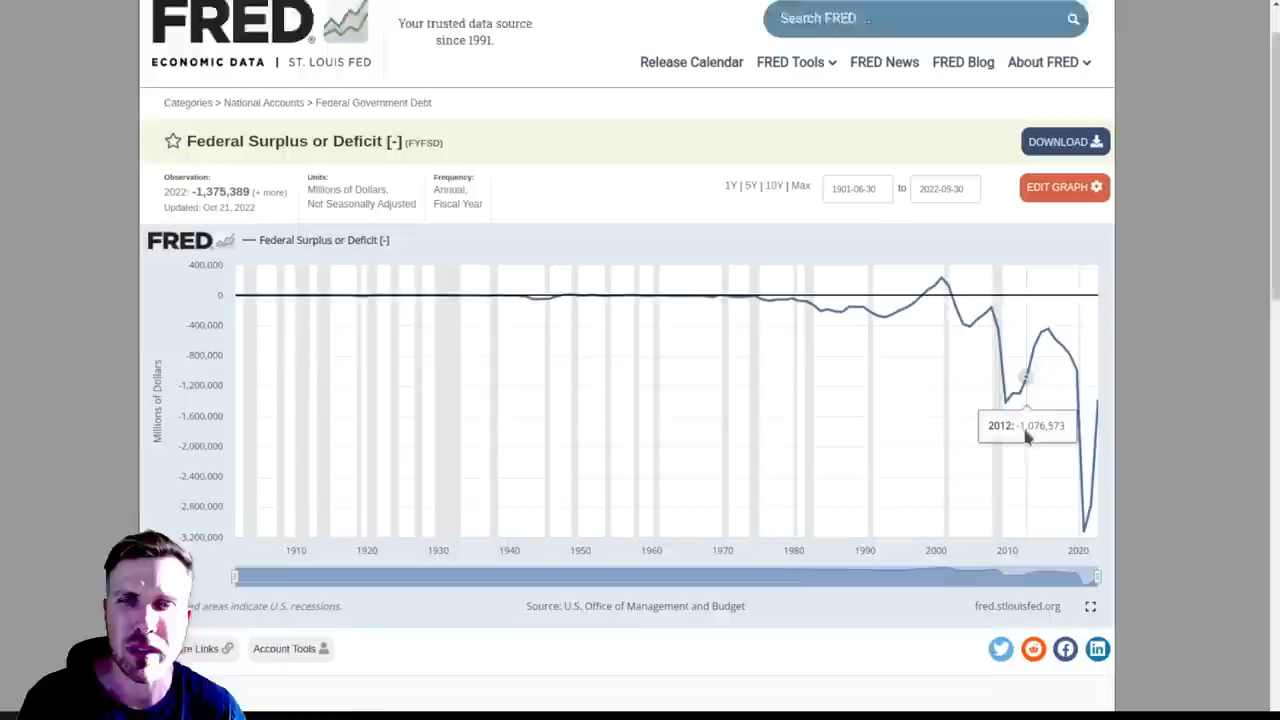 FRED
ECONOMIC DATA | ST. LOUIS FED
Your trusted data source
since 1991.
Search FRED ...
Release Calendar FRED Tools FRED News FRED Blog About FRED
Categories > National Accounts > Federal Government Debt
Federal Surplus or Deficit [-] (FYFSD)
DOWNLOAD
Observation:
2022: -1,375,389 (+ more)
Updated: Oct 21, 2022
Units:
Millions of Dollars,
Not Seasonally Adjusted
Frequency:
Annual,
Fiscal Year
1Y | 5Y | 10Y | Max
1901-06-30 to 2022-09-30
EDIT GRAPH
FRED — Federal Surplus or Deficit [-]
400,000
0
-400,000
-800,000
-1,200,000
-1,600,000
-2,000,000
-2,400,000
-2,800,000
-3,200,000
Millions of Dollars
2012: -1,076,573
1910 1920 1930 1940 1950 1960 1970 1980 1990 2000 2010 2020
areas indicate U.S. recessions.
Source: U.S. Office of Management and Budget
fred.stlouisfed.org
Links
Account Tools